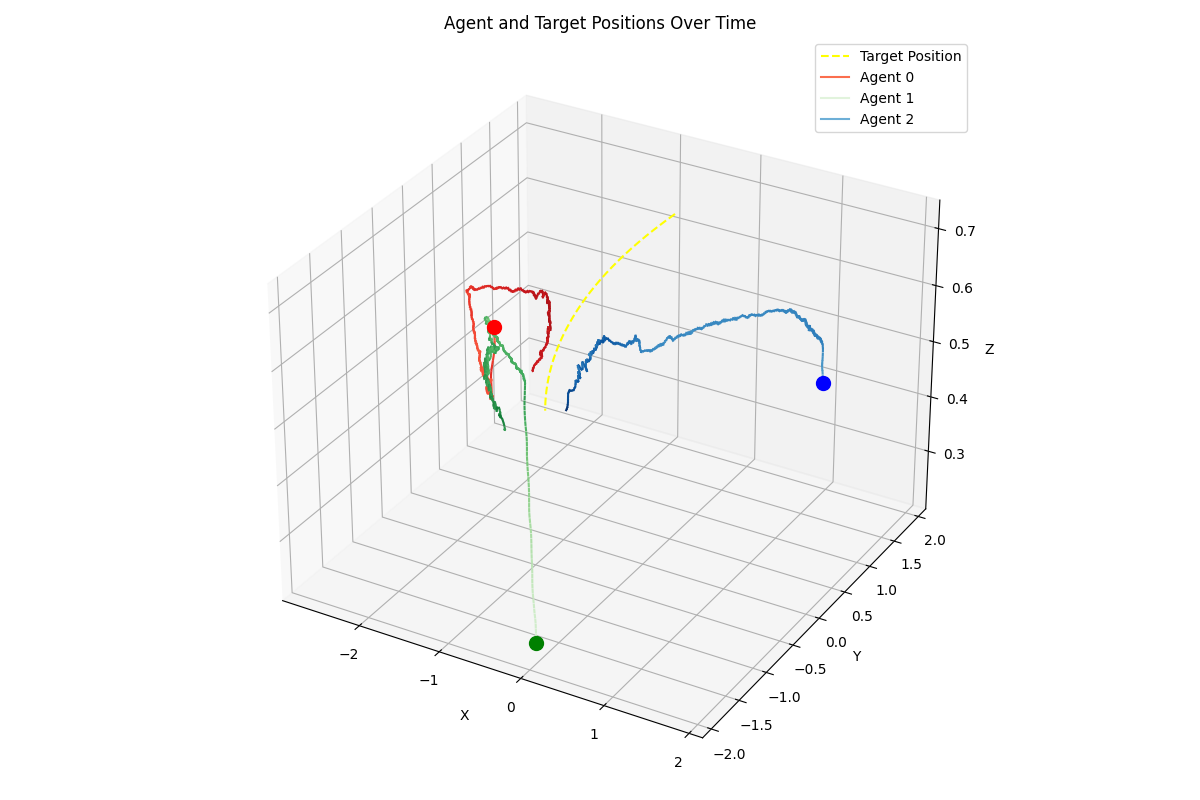 Agent and Target Positions Over Time
Target Position
Agent 0
Agent 1
Agent 2
0.7
0.6
0.5
Z
0.4
0.3
2.0
1.5
1.0
0.5
0.0
Y
−0.5
−1.0
−1.5
−2.0
−2
−1
0
X
1
2